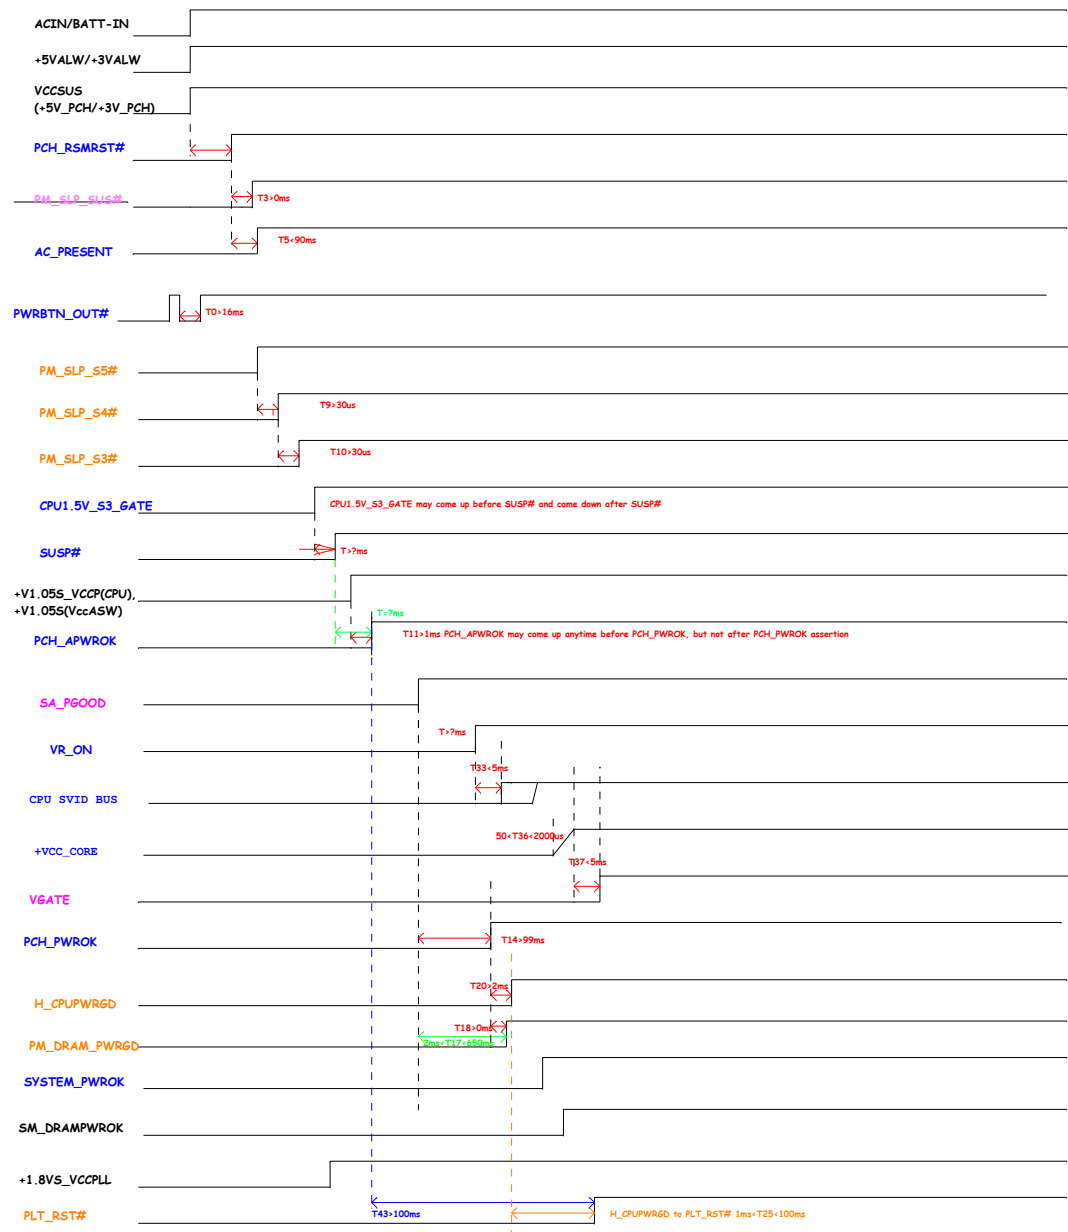 ACIN/BATT-IN
+5VALW/+3VALW
VCCSUS
(+5V_PCH/+3V_PCH)
PCH_RSMRST#
PM_SLP_SUS#
T3>0ms
T5<90ms
AC_PRESENT
PWRBTN_OUT#
T0>16ms
PM_SLP_S5#
T9>30us
PM_SLP_S4#
T10>30us
PM_SLP_S3#
CPU1.5V_S3_GATE
CPU1.5V_S3_GATE may come up before SUSP# and come down after SUSP#
SUSP#
T>?ms
+V1.05S_VCCP(CPU),
+V1.05S(VccASW)
T=?ms
PCH_APWROK
T11>1ms PCH_APWROK may come up anytime before PCH_PWROK, but not after PCH_PWROK assertion
SA_PGOOD
T>?ms
VR_ON
T33<5ms
CPU SVID BUS
50<T36<2000us
+VCC_CORE
T37<5ms
VGATE
PCH_PWROK
T14>99ms
T20>2ms
H_CPUPWRGD
T18>0ms
2ms<T17<650ms
PM_DRAM_PWRGD
SYSTEM_PWROK
SM_DRAMPWROK
+1.8VS_VCCPLL
PLT_RST#
T43>100ms
H_CPUPWRGD to PLT_RST# 1ms<T25<100ms